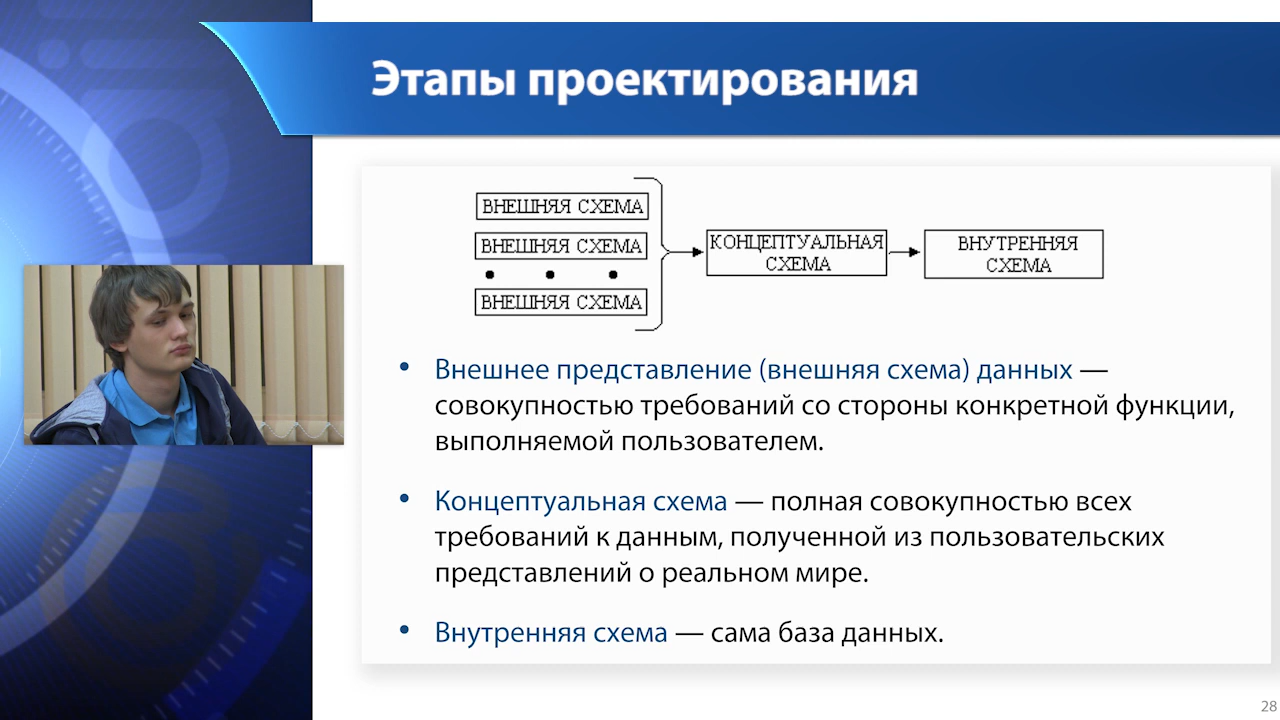 Этапы проектирования
ВНЕШНЯЯ СХЕМА
ВНЕШНЯЯ СХЕМА
ВНЕШНЯЯ СХЕМА
КОНЦЕПТУАЛЬНАЯ
СХЕМА
ВНУТРЕННЯЯ
СХЕМА
• Внешнее представление (внешняя схема) данных —
совокупностью требований со стороны конкретной функции,
выполняемой пользователем.
• Концептуальная схема — полная совокупностью всех
требований к данным, полученной из пользовательских
представлений о реальном мире.
• Внутренняя схема — сама база данных.
28